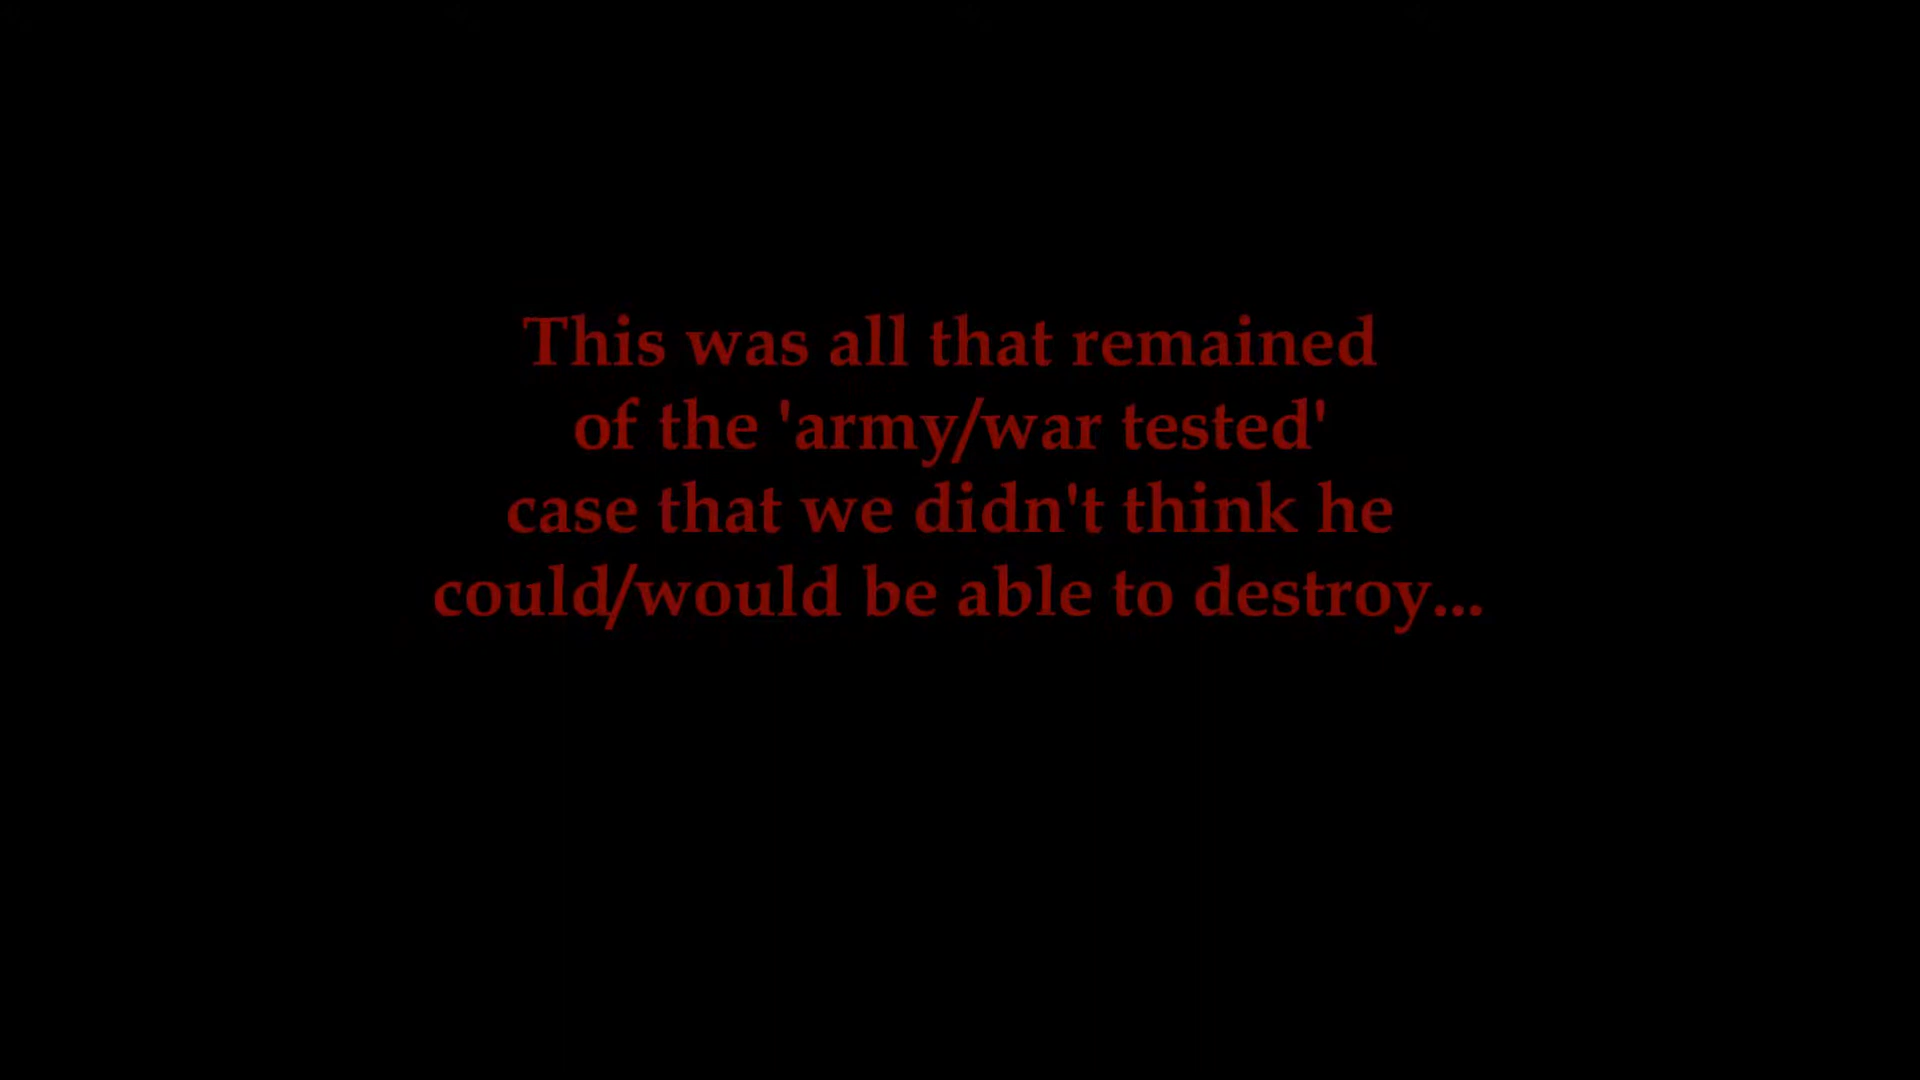 This was all that remained
of the 'army/war tested'
case that we didn't think he
could/would be able to destroy...